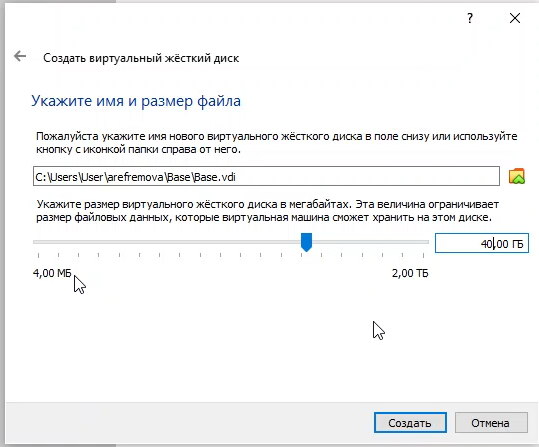 ?
Создать виртуальный жёсткий диск
Укажите имя и размер файла
Пожалуйста укажите имя нового виртуального жёсткого диска в поле снизу или используйте
кнопку с иконкой папки справа от него.
C:\Users\User\arefremova\Base\Base.vdi
Укажите размер виртуального жёсткого диска в мегабайтах. Эта величина ограничивает
размер файловых данных, которые виртуальная машина сможет хранить на этом диске.
40,00 ГБ
4,00 МБ 2,00 ТБ
Создать Отмена